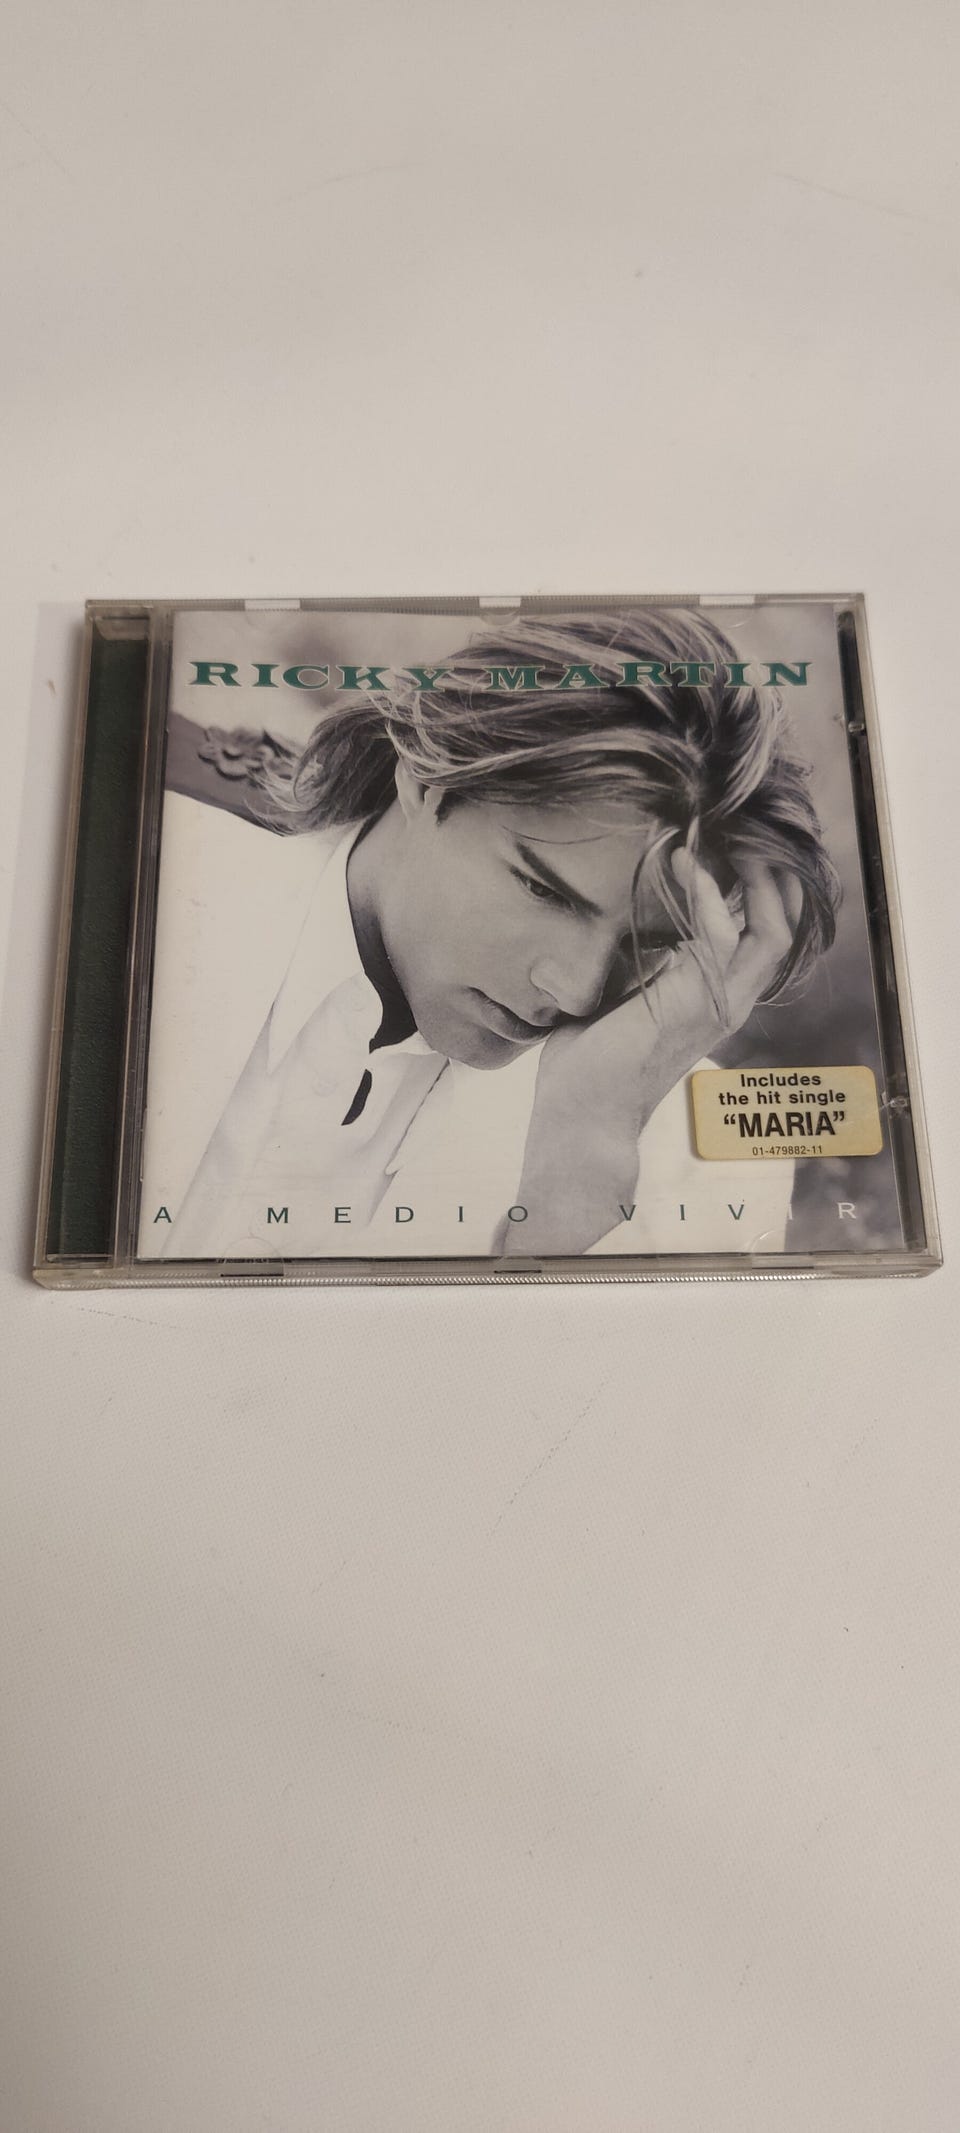 RICKY MARTIN
Includes
the hit single
“MARIA”
01-479882-11
A MEDIO VIVIR